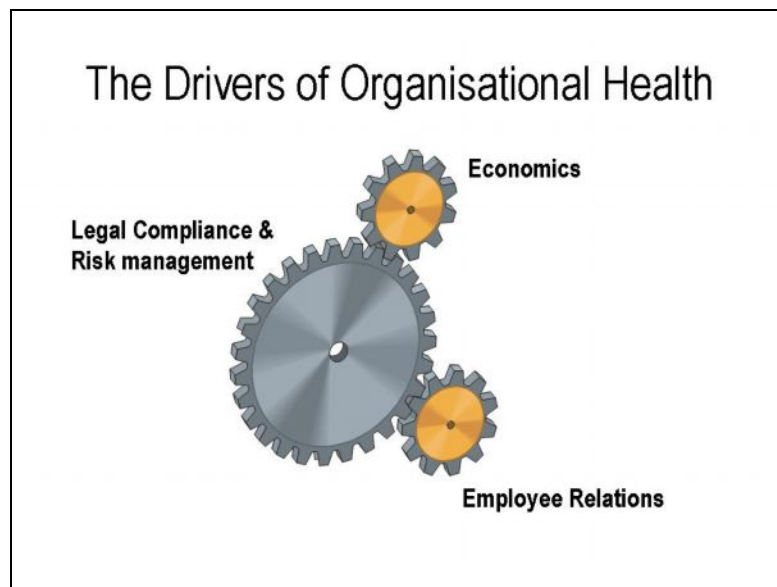 The Drivers of Organisational Health
Economics
Legal Compliance &
Risk management
Employee Relations